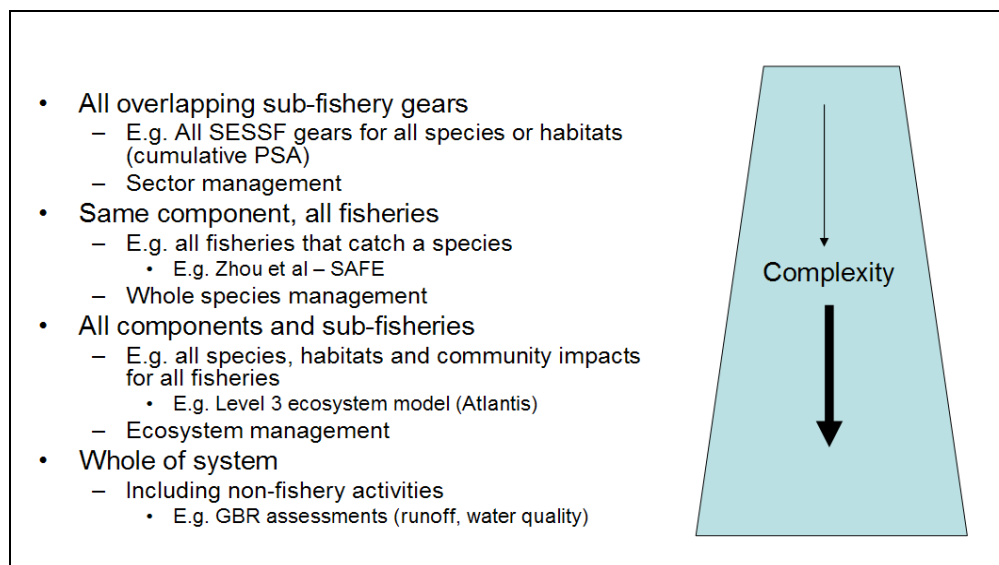 • All overlapping sub-fishery gears
– E.g. All SESSF gears for all species or habitats
(cumulative PSA)
– Sector management
• Same component, all fisheries
– E.g. all fisheries that catch a species
• E.g. Zhou et al – SAFE
– Whole species management
• All components and sub-fisheries
– E.g. all species, habitats and community impacts
for all fisheries
• E.g. Level 3 ecosystem model (Atlantis)
– Ecosystem management
• Whole of system
– Including non-fishery activities
• E.g. GBR assessments (runoff, water quality)
Complexity